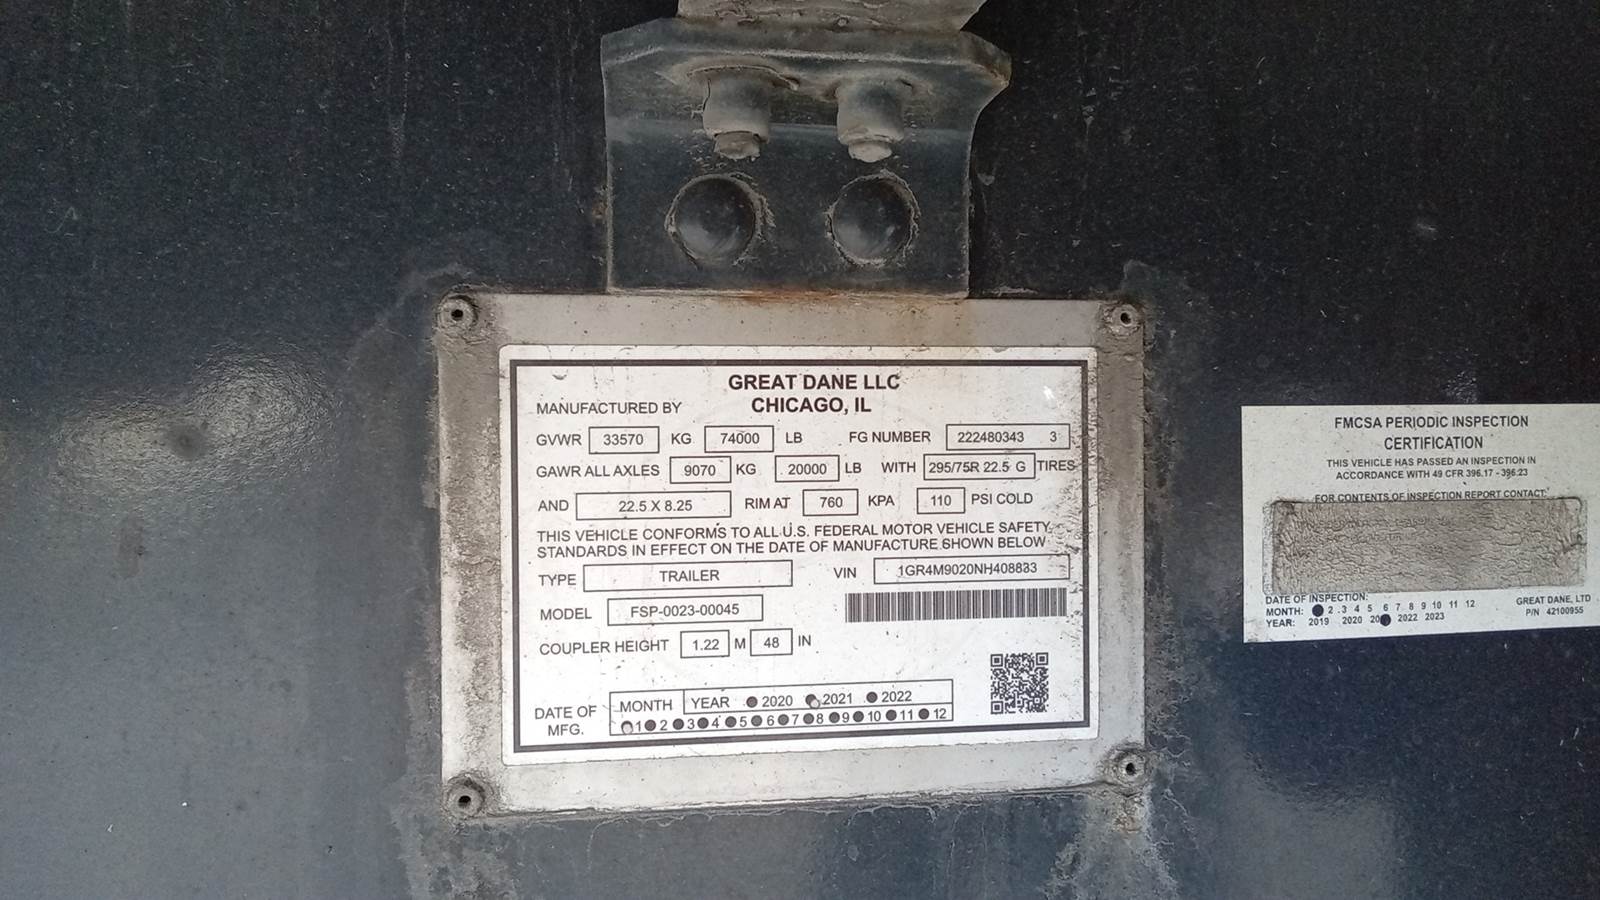 GREAT DANE LLC
MANUFACTURED BY CHICAGO, IL
GVWR 33570 KG 74000 LB FG NUMBER 222480343 3
GAWR ALL AXLES 9070 KG 20000 LB WITH 295/75R 22.5 G TIRES
AND 22.5 X 8.25 RIM AT 760 KPA 110 PSI COLD
THIS VEHICLE CONFORMS TO ALL U.S. FEDERAL MOTOR VEHICLE SAFETY
STANDARDS IN EFFECT ON THE DATE OF MANUFACTURE SHOWN BELOW
TYPE TRAILER VIN 1GR4M9020NH408833
MODEL FSP-0023-00045
COUPLER HEIGHT 1.22 M 48 IN
DATE OF MFG.
MONTH YEAR 2020 2021 2022
1 2 3 4 5 6 7 8 9 10 11 12
FMCSA PERIODIC INSPECTION
CERTIFICATION
THIS VEHICLE HAS PASSED AN INSPECTION IN
ACCORDANCE WITH 49 CFR 396.17 - 396.23
FOR CONTENTS OF INSPECTION REPORT CONTACT:
DATE OF INSPECTION:
MONTH: 2 3 4 5 6 7 8 9 10 11 12
YEAR: 2019 2020 20 2022 2023
GREAT DANE, LTD
P/N 42100955